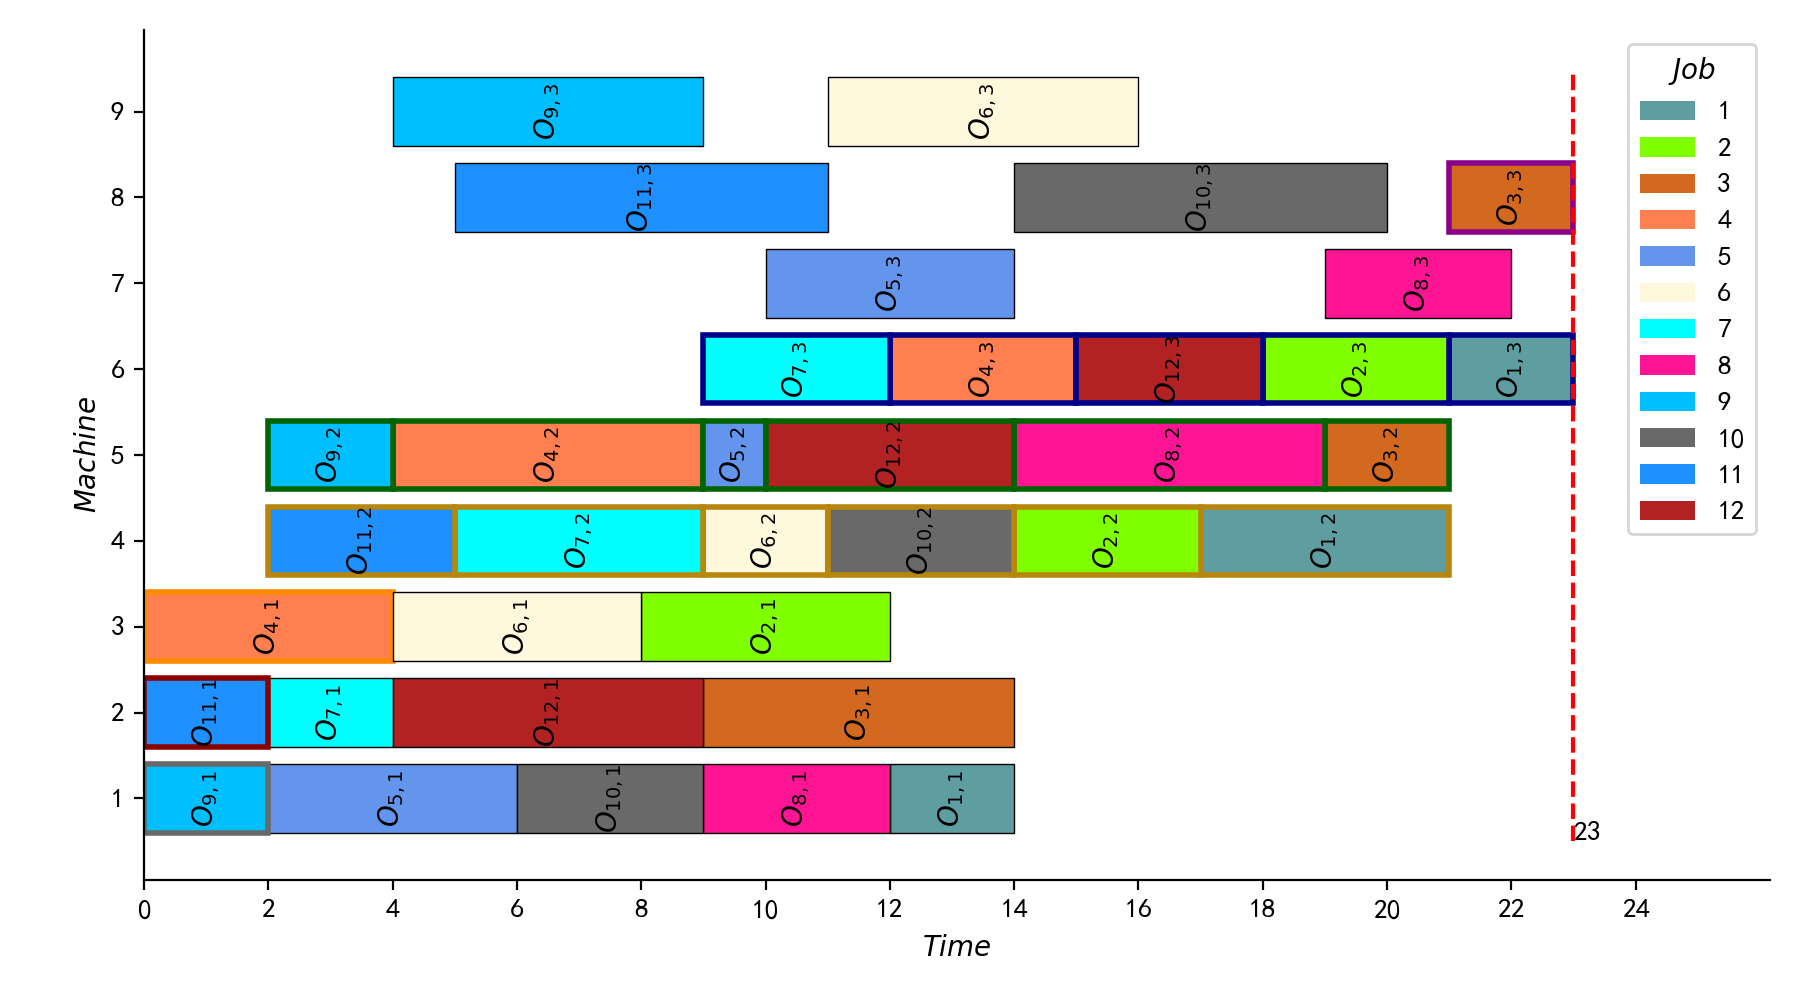 Job
1
2
3
4
5
6
7
8
9
10
11
12
Machine
9
O9,3
O6,3
8
O11,3
O10,3
O3,3
7
O5,3
O8,3
6
O7,3
O4,3
O12,3
O2,3
O1,3
5
O9,2
O4,2
O5,2
O12,2
O8,2
O3,2
4
O11,2
O7,2
O6,2
O10,2
O2,2
O1,2
3
O4,1
O6,1
O2,1
2
O11,1
O7,1
O12,1
O3,1
1
O9,1
O5,1
O10,1
O8,1
O1,1
23
0 2 4 6 8 10 12 14 16 18 20 22 24
Time